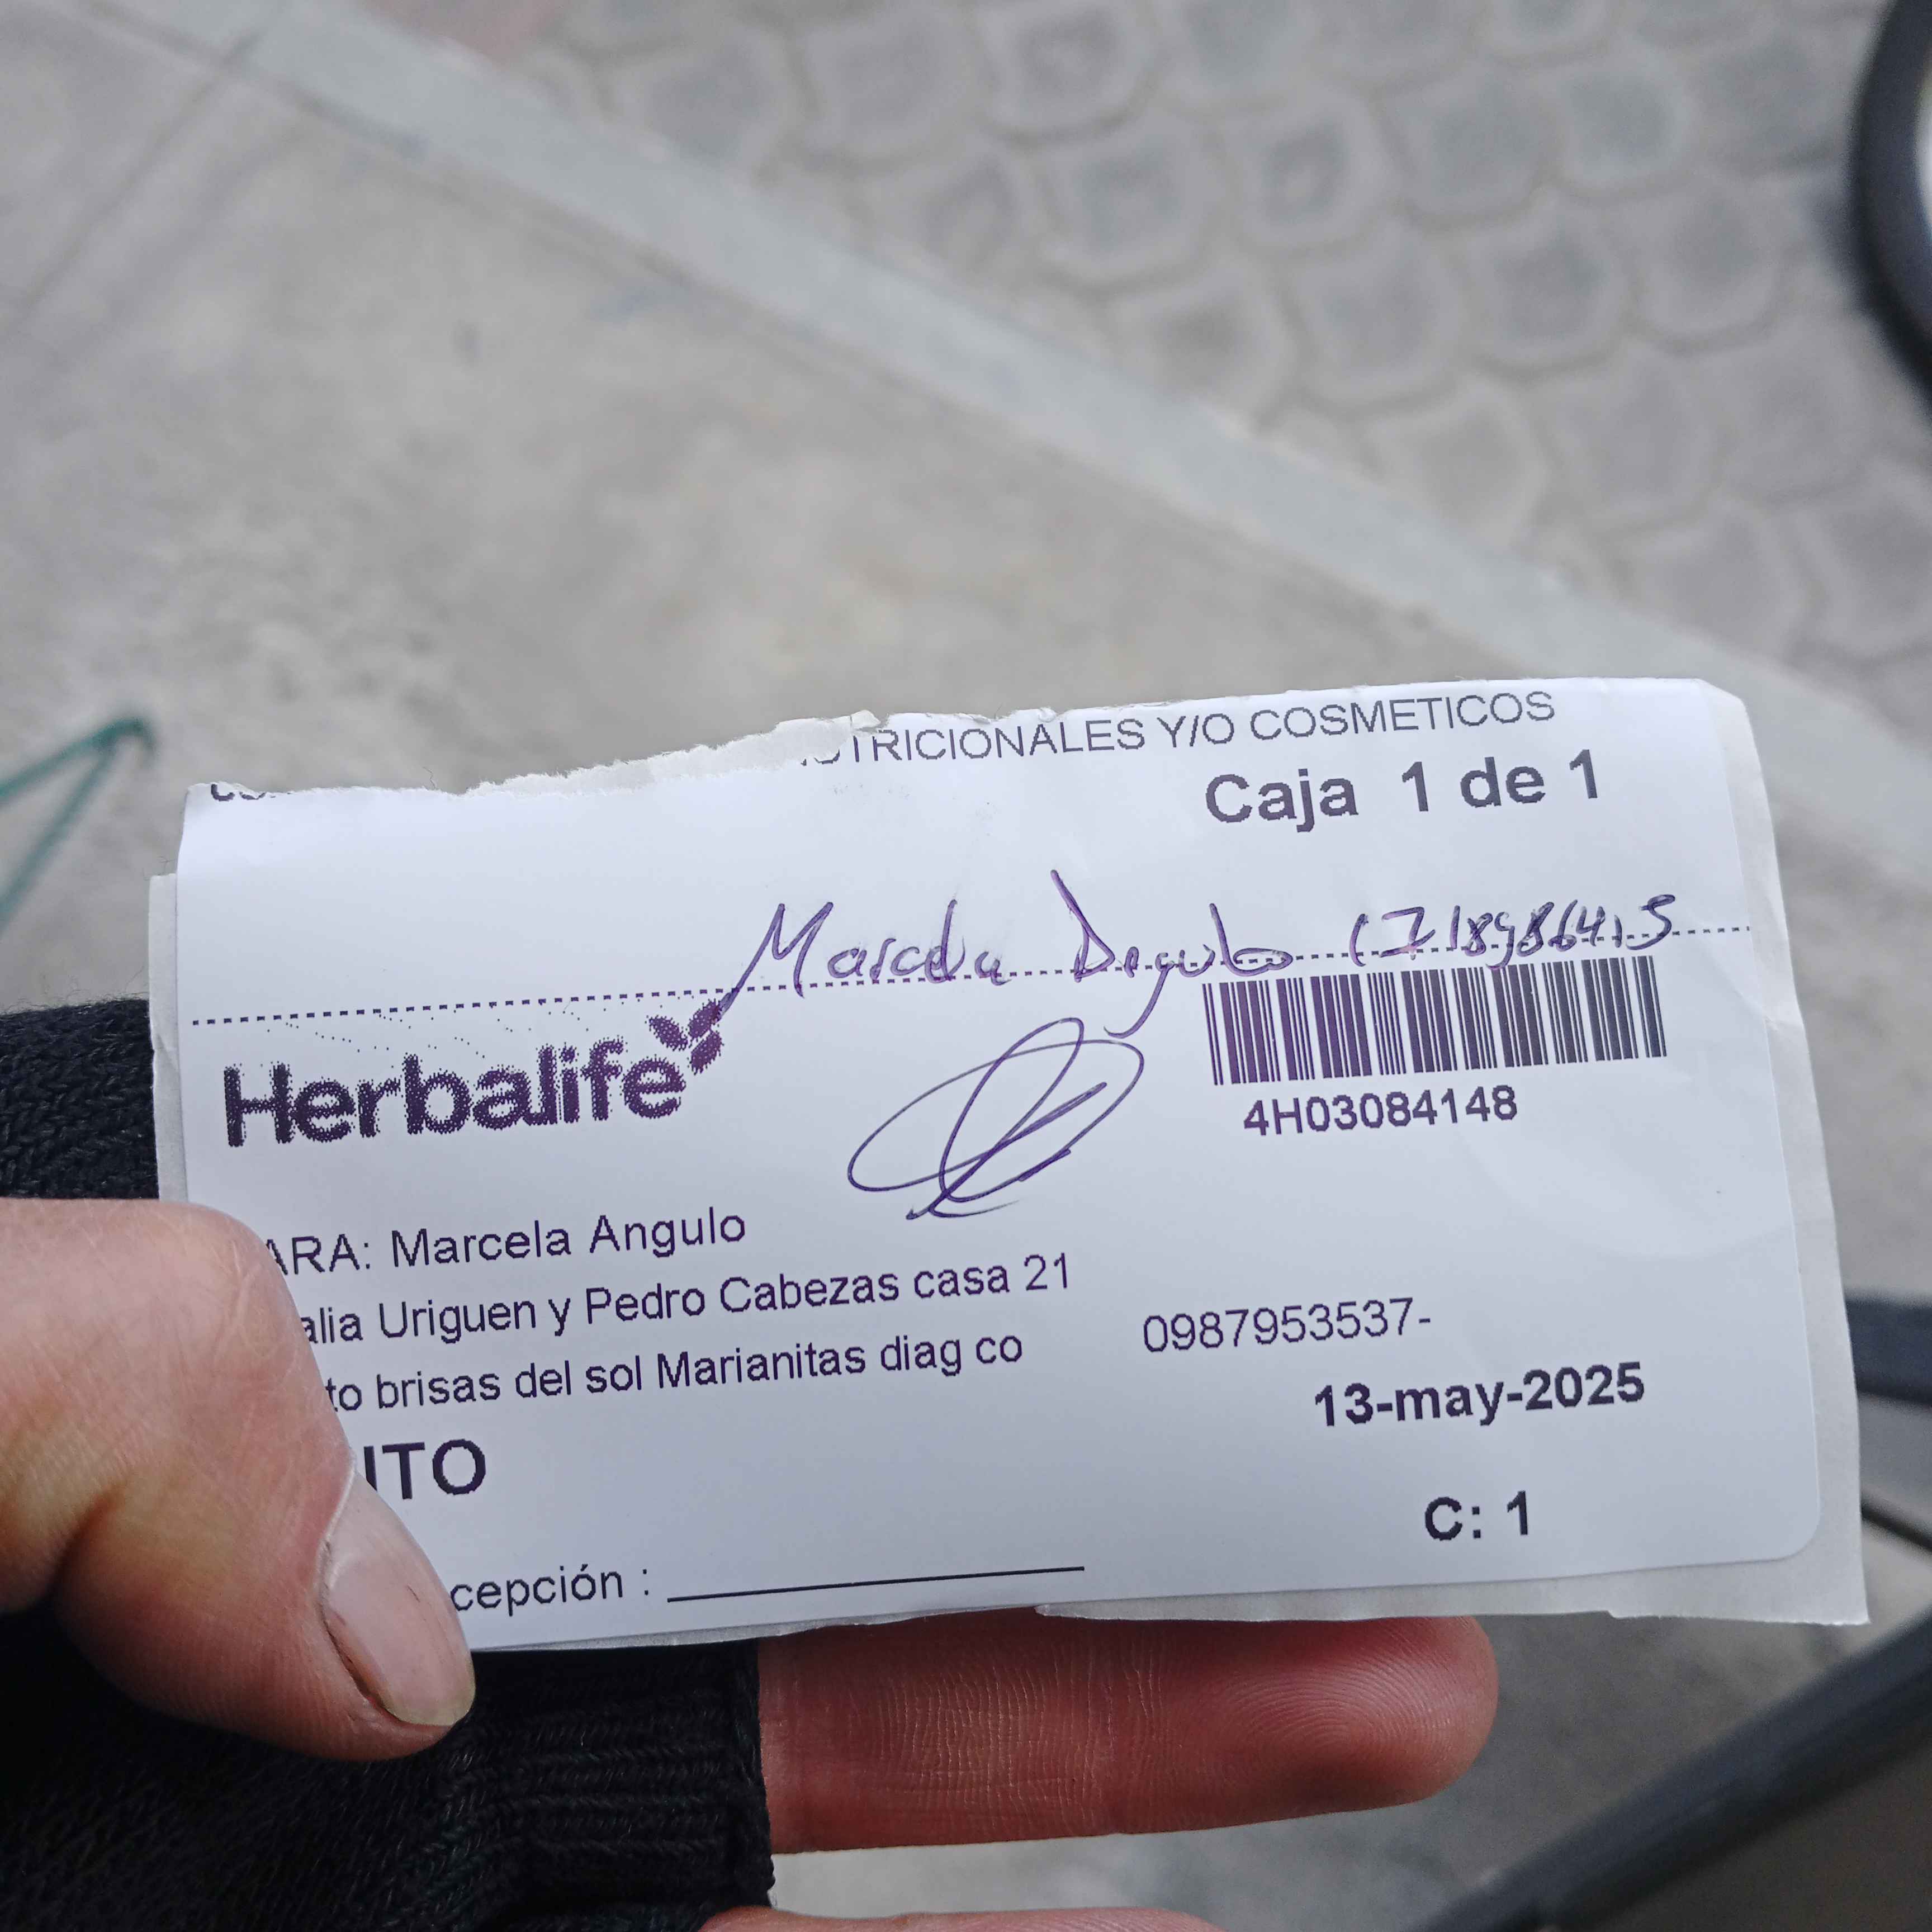 TRICIONALES Y/O COSMETICOS
Caja 1 de 1
Marcela
Herbalife
4H03084148
ARA: Marcela Angulo
alia Uriguen y Pedro Cabezas casa 21
to brisas del sol Marianitas diag co
0987953537-
13-may-2025
ITO
C: 1
cepción :